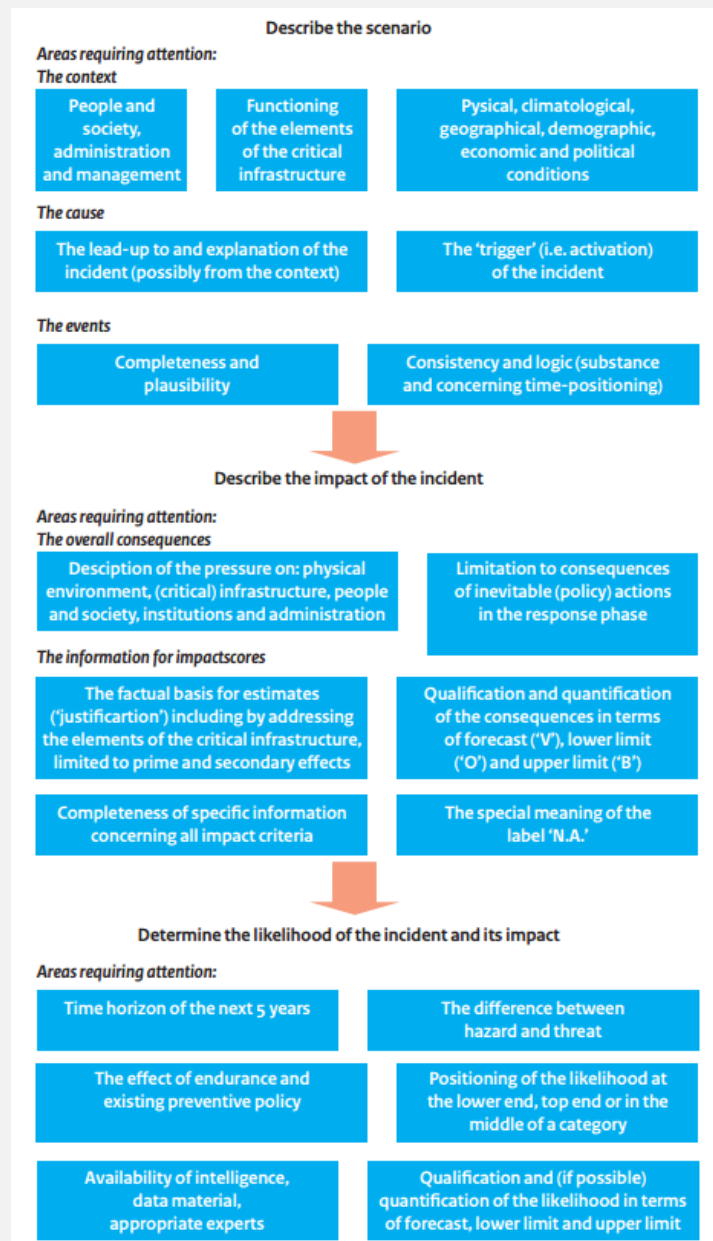 Describe the scenario
Areas requiring attention:
The context
People and
society,
administration
and management
Functioning
of the elements
of the critical
infrastructure
Pysical, climatological,
geographical, demographic,
economic and political
conditions
The cause
The lead-up to and explanation of the
incident (possibly from the context)
The ‘trigger’ (i.e. activation)
of the incident
The events
Completeness and
plausibility
Consistency and logic (substance
and concerning time-positioning)
Describe the impact of the incident
Areas requiring attention:
The overall consequences
Desciption of the pressure on: physical
environment, (critical) infrastructure, people
and society, institutions and administration
Limitation to consequences
of inevitable (policy) actions
in the response phase
The information for impactscores
The factual basis for estimates
(‘justificartion’) including by addressing
the elements of the critical infrastructure,
limited to prime and secondary effects
Qualification and quantification
of the consequences in terms
of forecast (‘V’), lower limit
(‘O’) and upper limit (‘B’)
Completeness of specific information
concerning all impact criteria
The special meaning of the
label ‘N.A.’
Determine the likelihood of the incident and its impact
Areas requiring attention:
Time horizon of the next 5 years
The difference between
hazard and threat
The effect of endurance and
existing preventive policy
Positioning of the likelihood at
the lower end, top end or in the
middle of a category
Availability of intelligence,
data material,
appropriate experts
Qualification and (if possible)
quantification of the likelihood in terms
of forecast, lower limit and upper limit